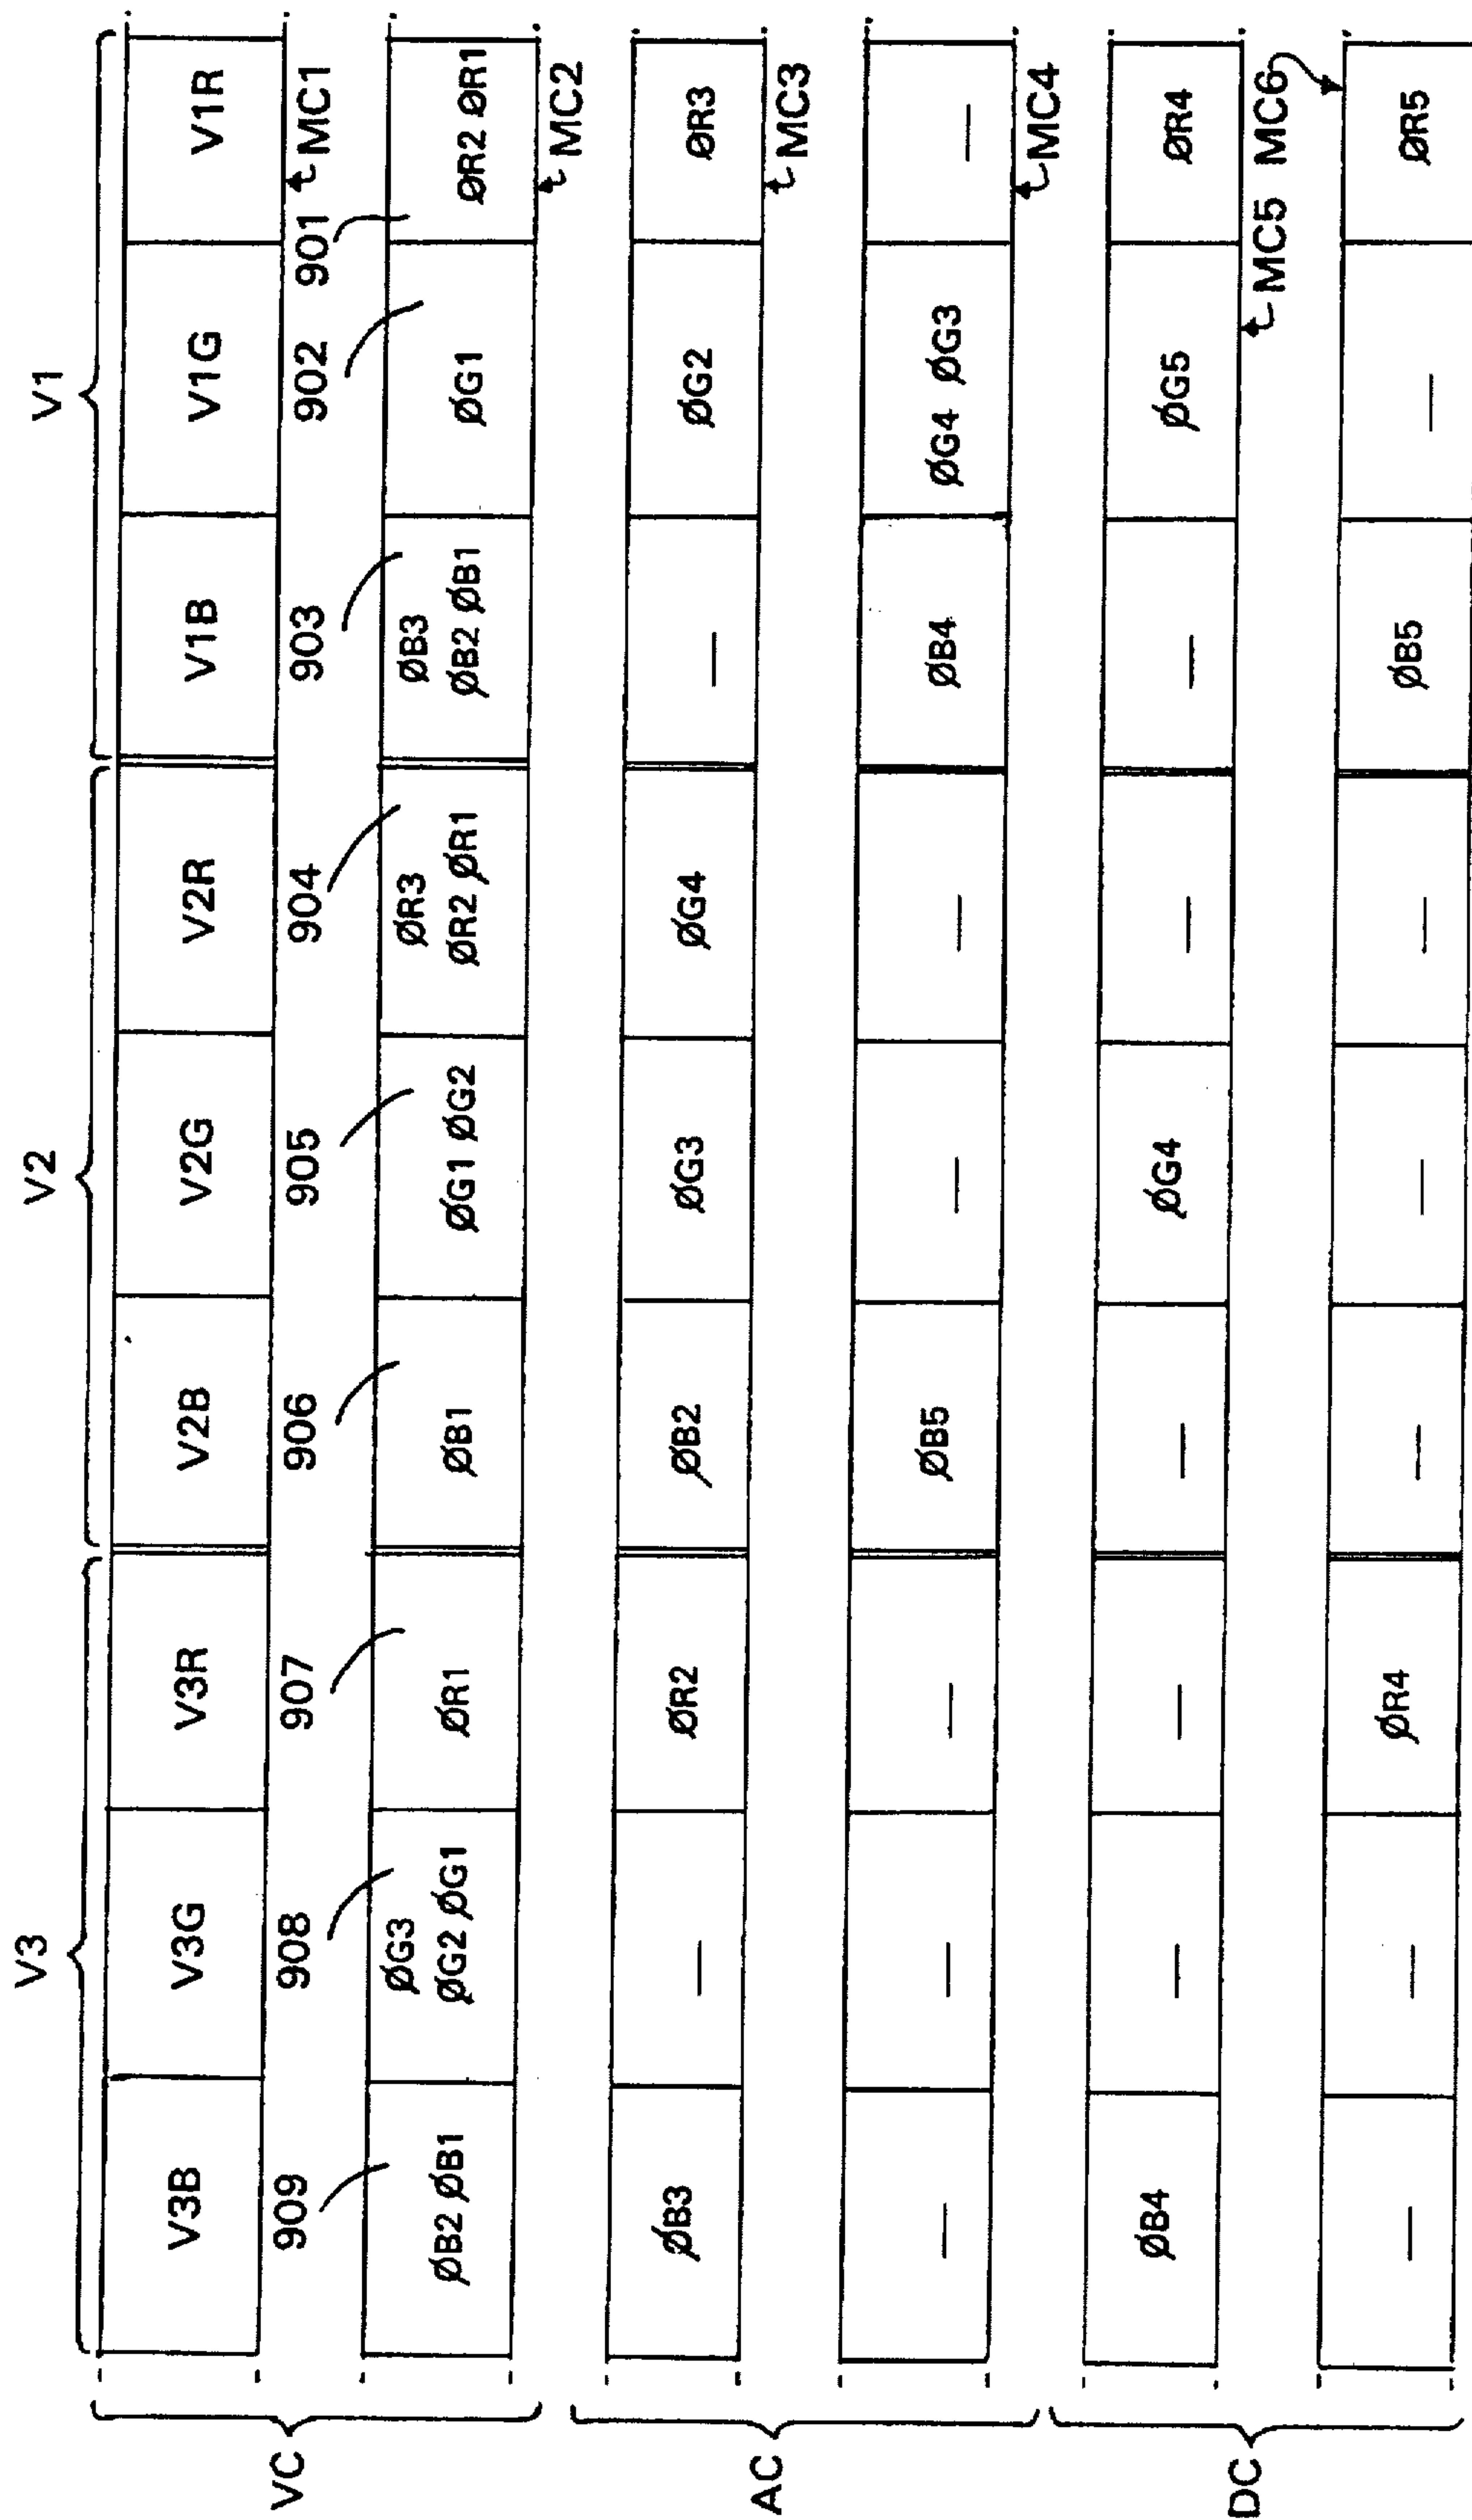 V3 V2 V1
V3B V3G V3R V2B V2G V2R V1B V1G V1R
VC
909 908 907 906 905 904 903 902 901 MC1
ØG3 ØR3 ØB3
ØB2 ØB1 ØG2 ØG1 ØR1 ØB1 ØG1 ØG2 ØR2 ØR1 ØB2 ØB1 ØG1 ØR2 ØR1
MC2
ØB3 — ØR2 ØB2 ØG3 ØG4 — ØG2 ØR3
AC
MC3
— — — ØB5 — — ØB4 ØG4 ØG3 —
MC4
ØB4 — — — ØG4 — — ØG5 ØR4
DC
MC5 MC6
— — ØR4 — — — ØB5 — ØR5